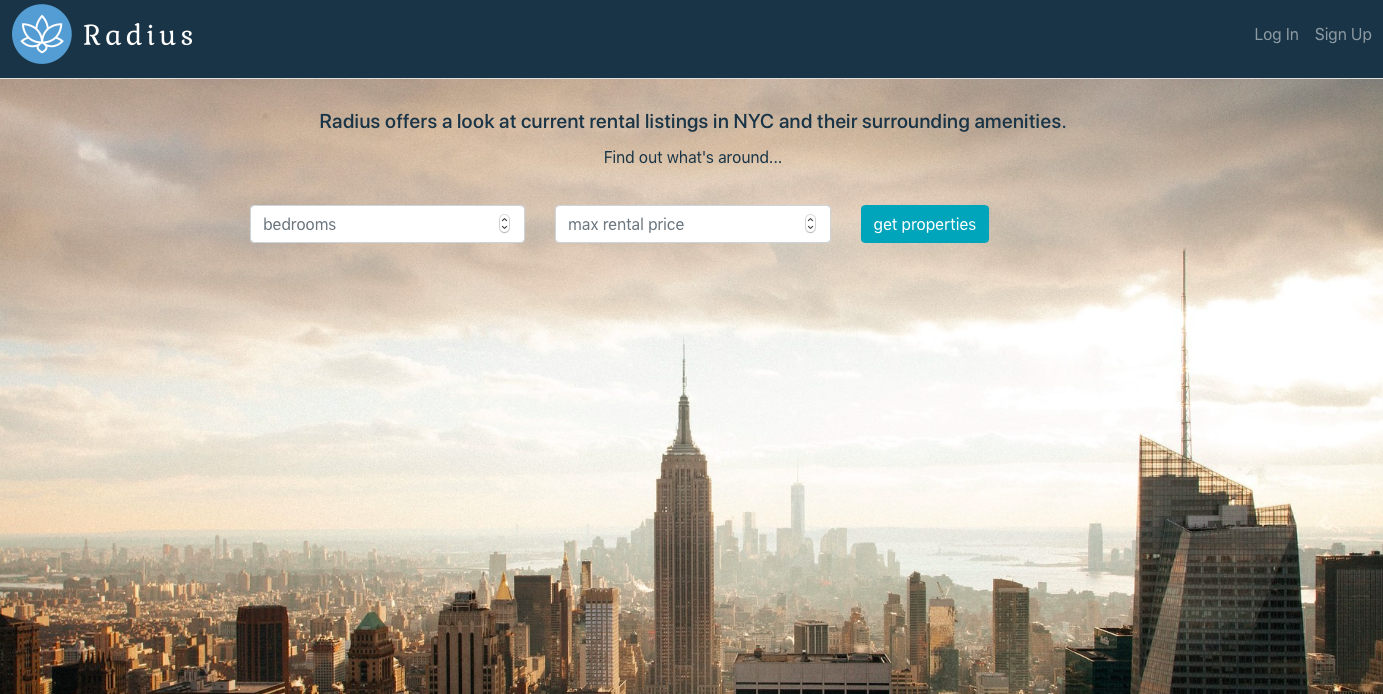 Radius
Log In Sign Up
Radius offers a look at current rental listings in NYC and their surrounding amenities.
Find out what's around...
bedrooms max rental price get properties